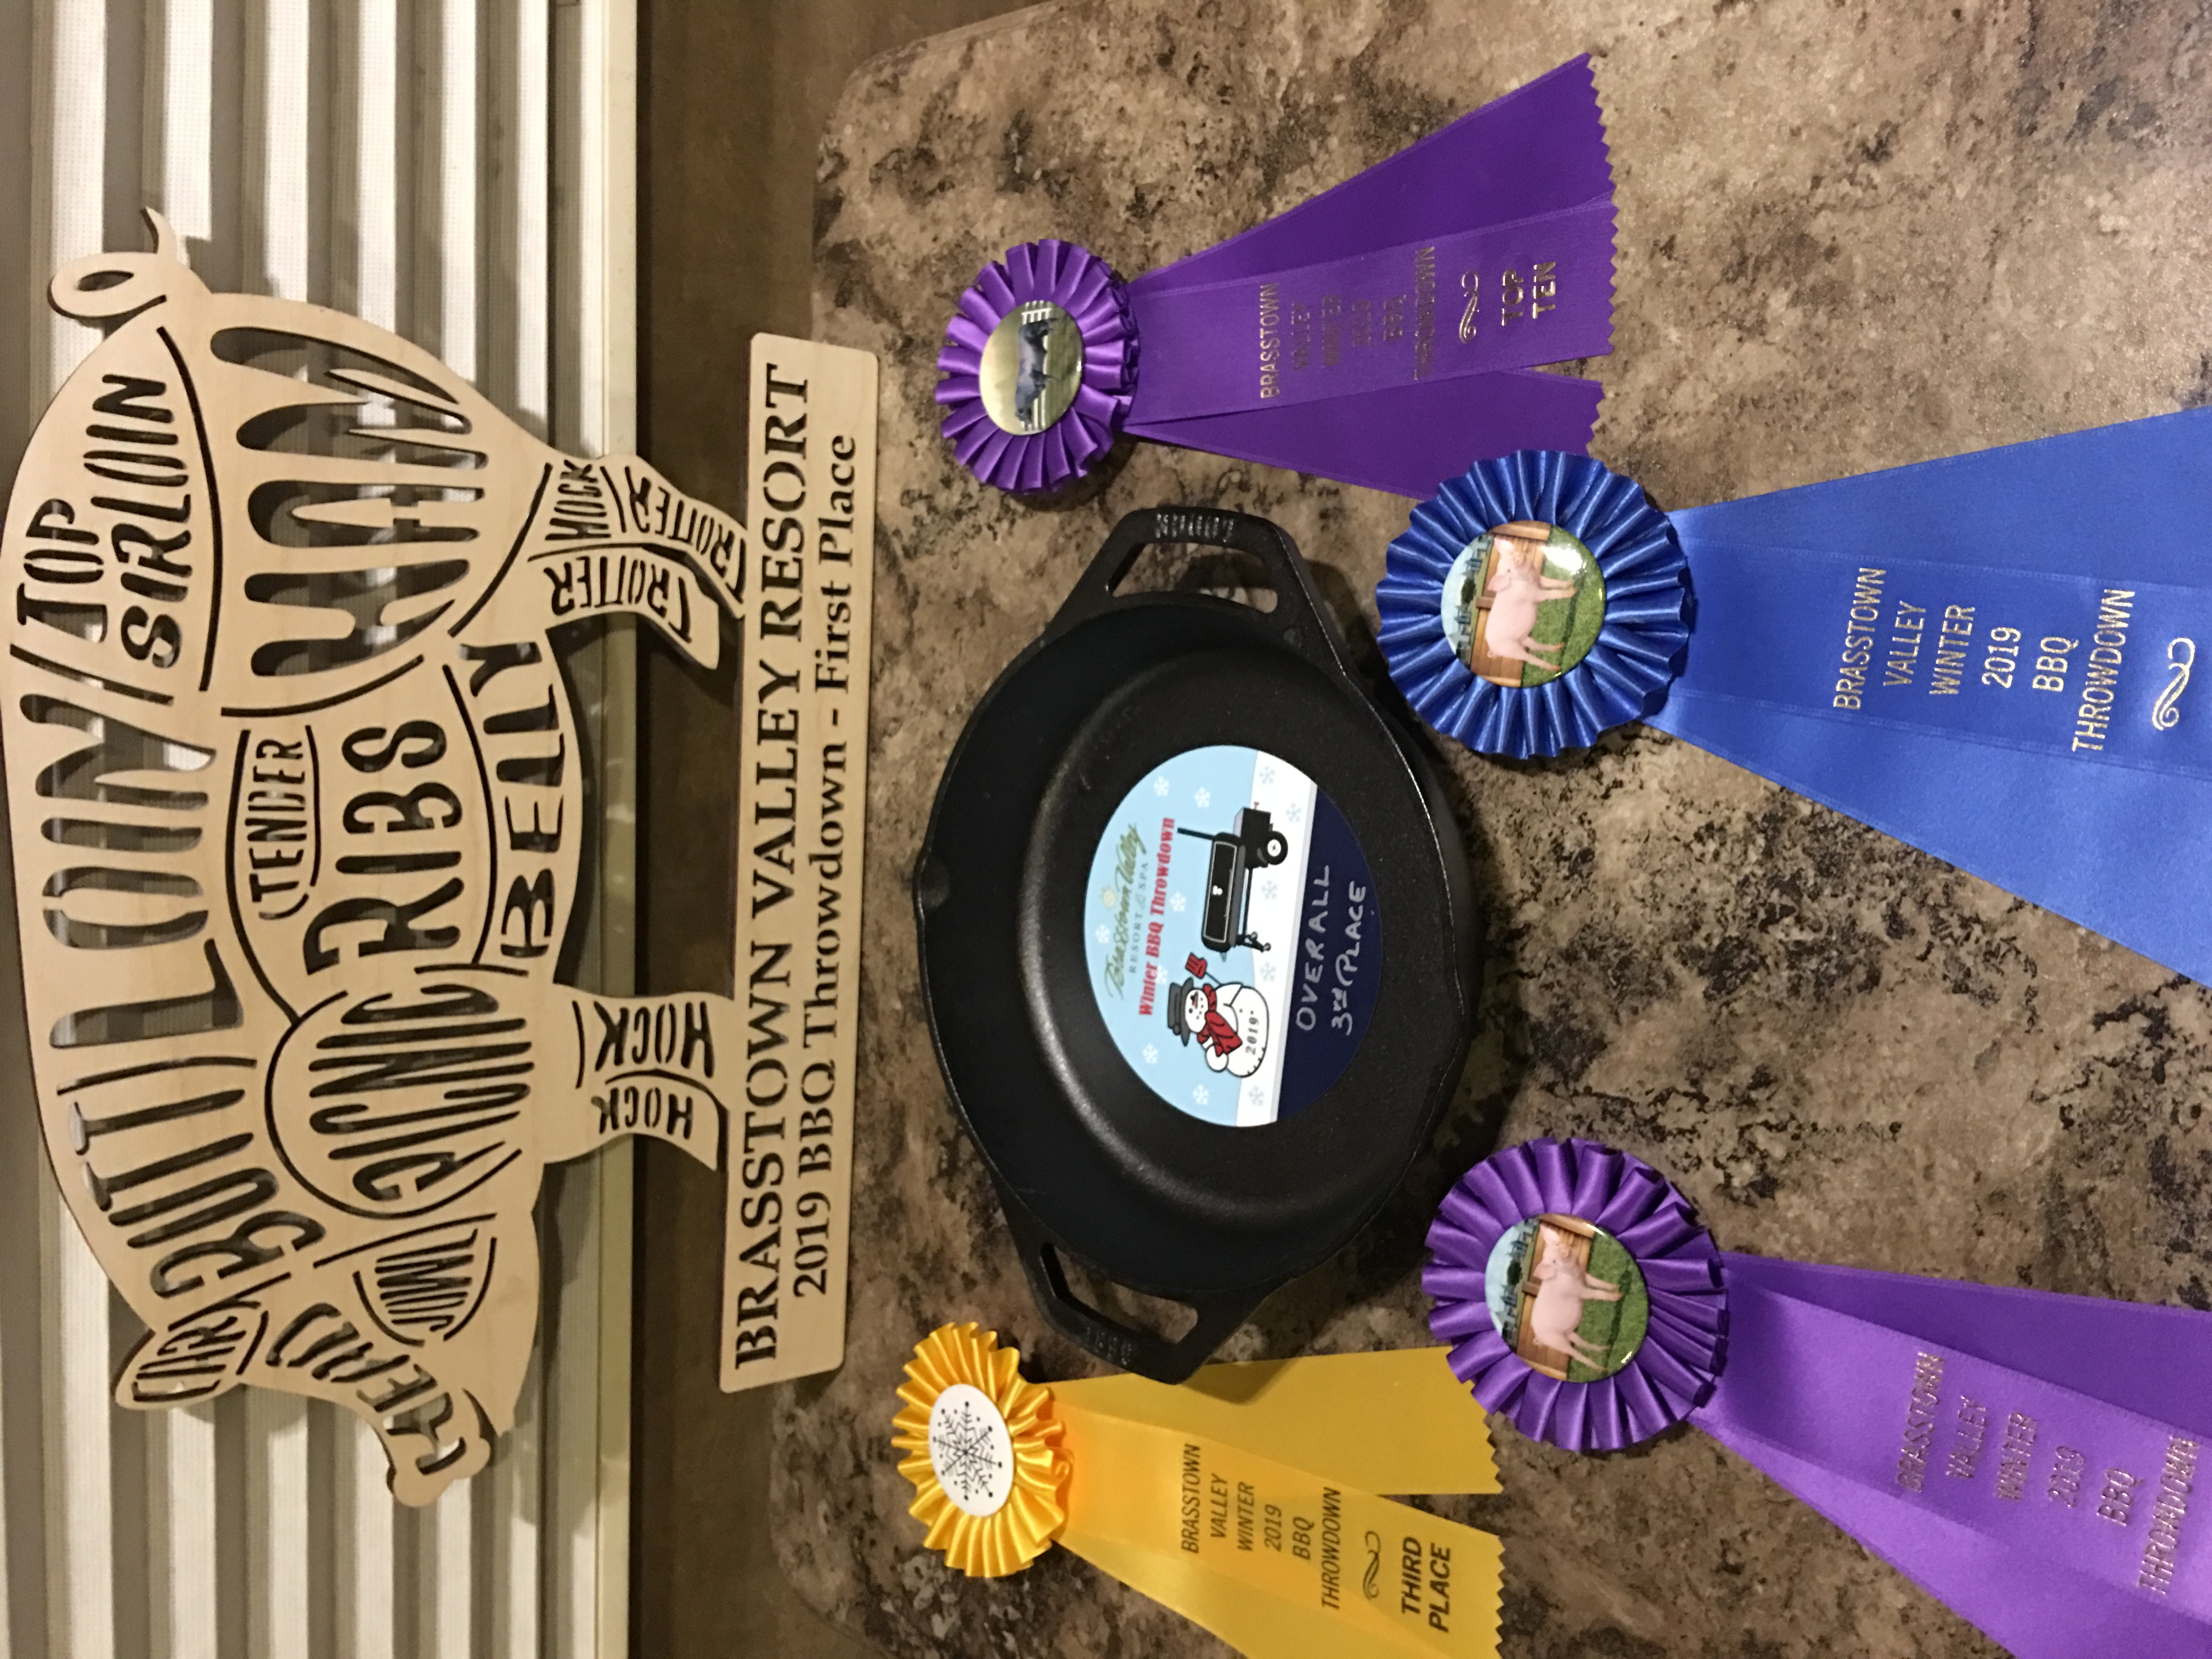 EAR
BUTT
LOIN
TOP
SIRLOIN
HEAD
JOWL
PICNIC
TENDER
RIBS
HAM
BELLY
HOCK
HOCK
TROTTER
HOCK
TROTTER
BRASSTOWN VALLEY RESORT
2019 BBQ Throwdown - First Place
BRASSTOWN
VALLEY
WINTER
2019
BBQ
THROWDOWN
THIRD
PLACE
Brasstown Valley
RESORT & SPA
Winter BBQ Throwdown
2019
OVERALL
3rd PLACE
BRASSTOWN
VALLEY
WINTER
2019
BBQ
THROWDOWN
TOP
TEN
BRASSTOWN
VALLEY
WINTER
2019
BBQ
THROWDOWN
BRASSTOWN
VALLEY
WINTER
2019
BBQ
THROWDOWN